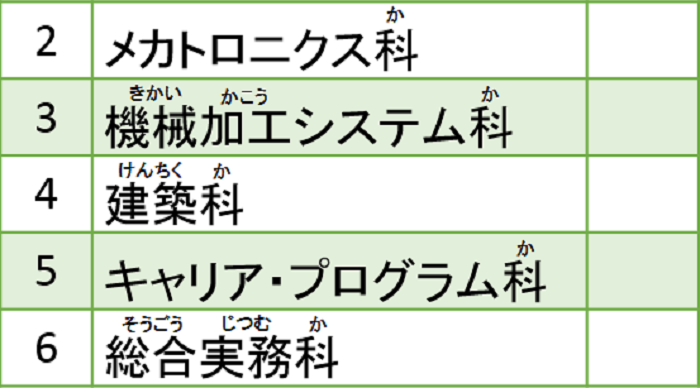 か
2 メカトロニクス科
きかい かこう か
3 機械加工システム科
けんちく か
4 建築科
か
5 キャリア・プログラム科
そうごう じつむ か
6 総合実務科